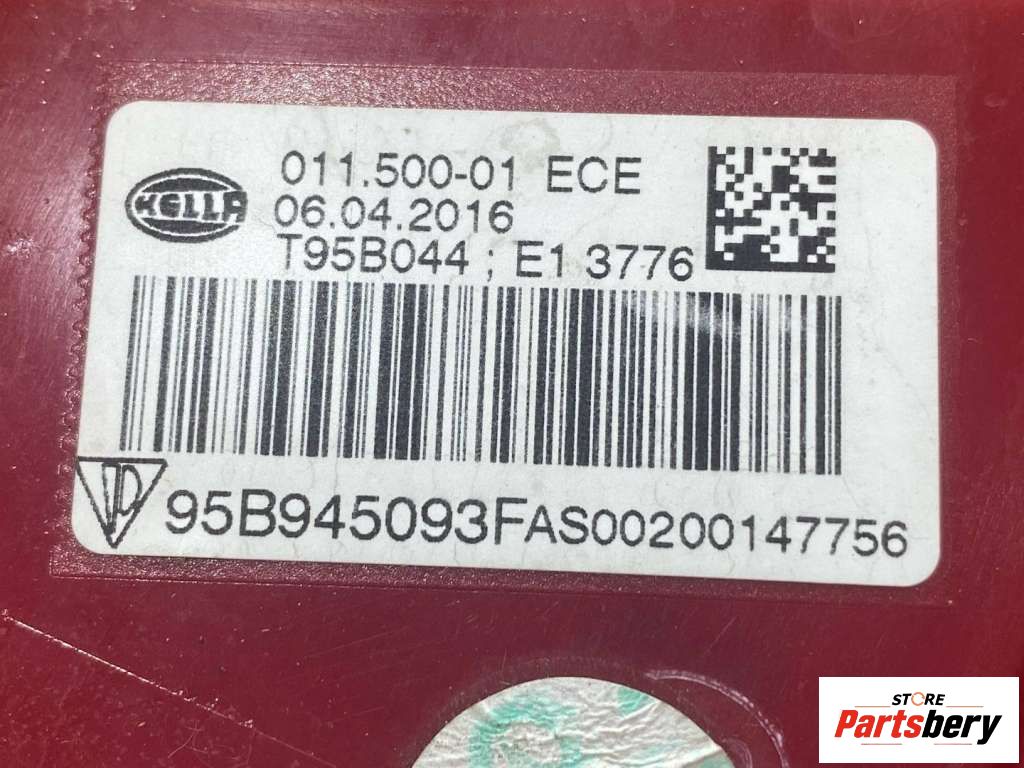 HELLA
011.500-01 ECE
06.04.2016
T95B044 ; E1 3776
95B945093FAS00200147756
STORE
Partsbery